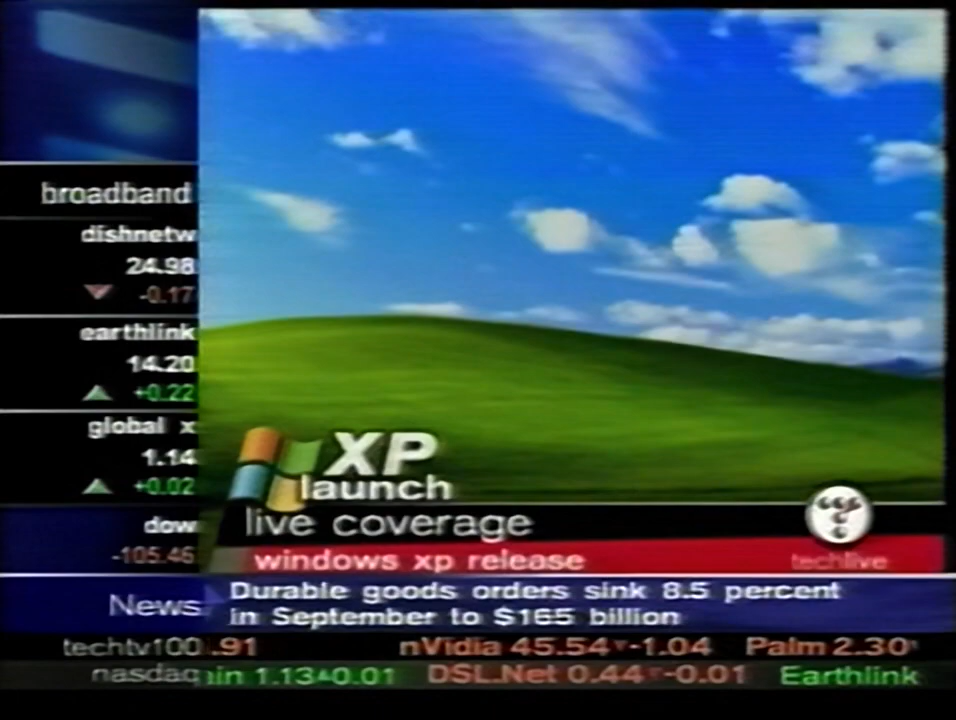 broadband
dishnetw
24.98
-0.17
earthlink
14.20
+0.22
global x
1.14
+0.02
dow
-105.46
XP
launch
live coverage
windows xp release
techlive
News
Durable goods orders sink 8.5 percent
in September to $165 billion
techtv100 .91 nVidia 45.54 -1.04 Palm 2.30
nasdaq ain 1.13 0.01 DSL.Net 0.44 -0.01 Earthlink